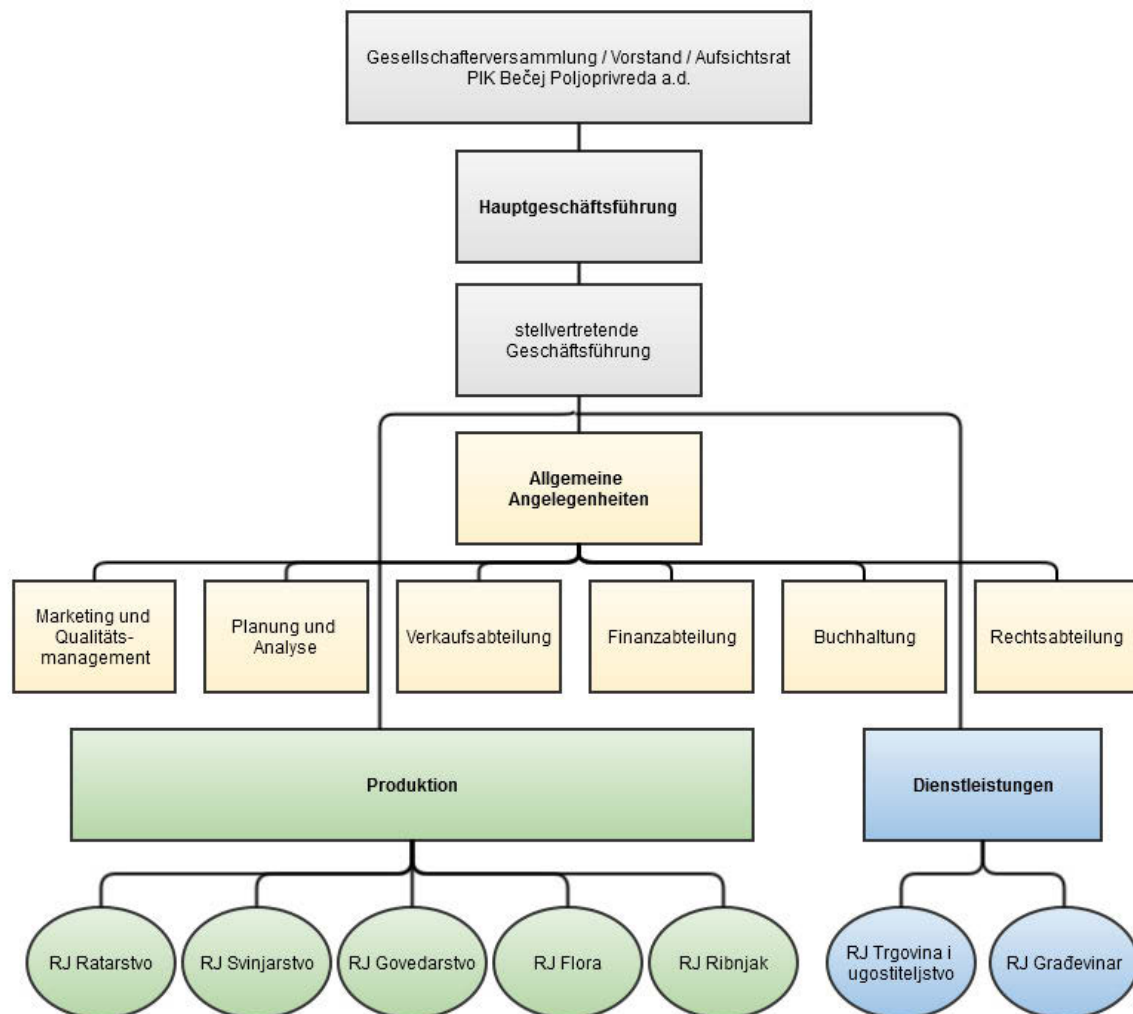 Gesellschafterversammlung / Vorstand / Aufsichtsrat
PIK Bečej Poljoprivreda a.d.
Hauptgeschäftsführung
stellvertretende
Geschäftsführung
Allgemeine
Angelegenheiten
Marketing und
Qualitäts-
management
Planung und
Analyse
Verkaufsabteilung
Finanzabteilung
Buchhaltung
Rechtsabteilung
Produktion
Dienstleistungen
RJ Ratarstvo
RJ Svinjarstvo
RJ Govedarstvo
RJ Flora
RJ Ribnjak
RJ Trgovina i
ugostiteljstvo
RJ Građevinar